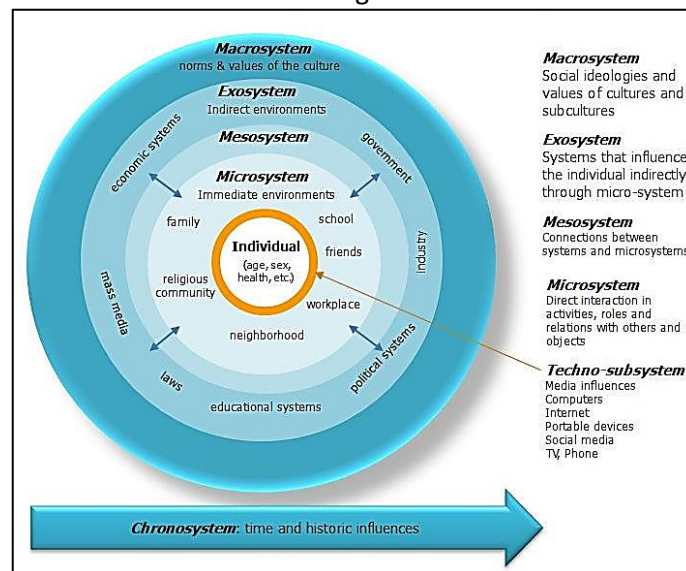 Macrosystem
norms & values of the culture
Exosystem
Indirect environments
Mesosystem
economic systems
government
Microsystem
Immediate environments
family
school
Individual
(age, sex,
health, etc.)
friends
industry
religious
community
workplace
mass media
neighborhood
political systems
laws
educational systems
Macrosystem
Social ideologies and
values of cultures and
subcultures
Exosystem
Systems that influence
the individual indirectly
through micro-system
Mesosystem
Connections between
systems and microsystems
Microsystem
Direct interaction in
activities, roles and
relations with others and
objects
Techno-subsystem
Media influences
Computers
Internet
Portable devices
Social media
TV, Phone
Chronosystem: time and historic influences